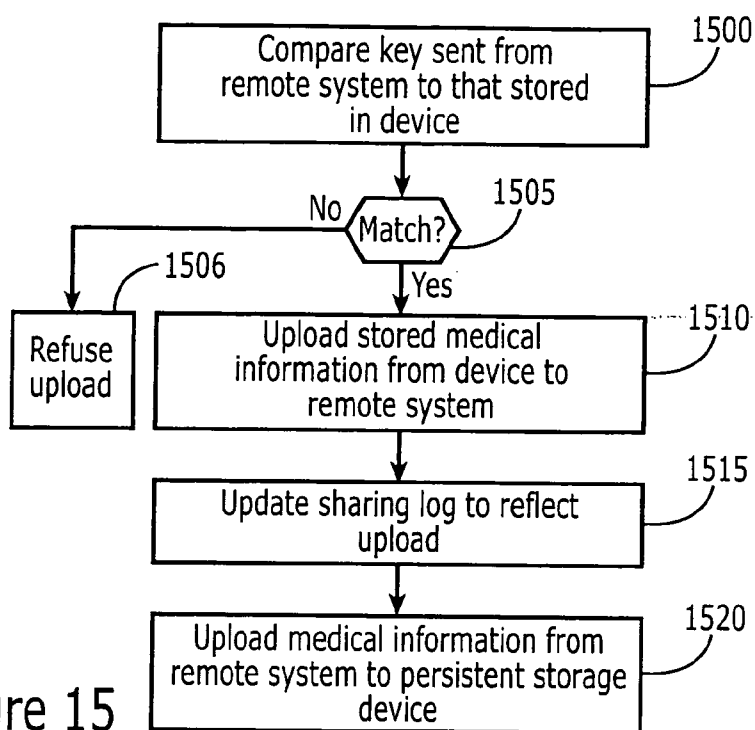 1500
Compare key sent from
remote system to that stored
in device
1505
No
Match?
1506
Yes
Refuse
upload
1510
Upload stored medical
information from device to
remote system
1515
Update sharing log to reflect
upload
1520
Upload medical information from
remote system to persistent storage
device
re 15